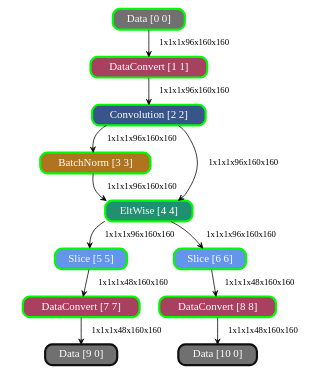 Data [0 0]
1x1x1x96x160x160
DataConvert [1 1]
1x1x1x96x160x160
Convolution [2 2]
1x1x1x96x160x160
BatchNorm [3 3]
1x1x1x96x160x160
1x1x1x96x160x160
EltWise [4 4]
1x1x1x96x160x160
1x1x1x96x160x160
Slice [5 5]
Slice [6 6]
1x1x1x48x160x160
1x1x1x48x160x160
DataConvert [7 7]
DataConvert [8 8]
1x1x1x48x160x160
1x1x1x48x160x160
Data [9 0]
Data [10 0]